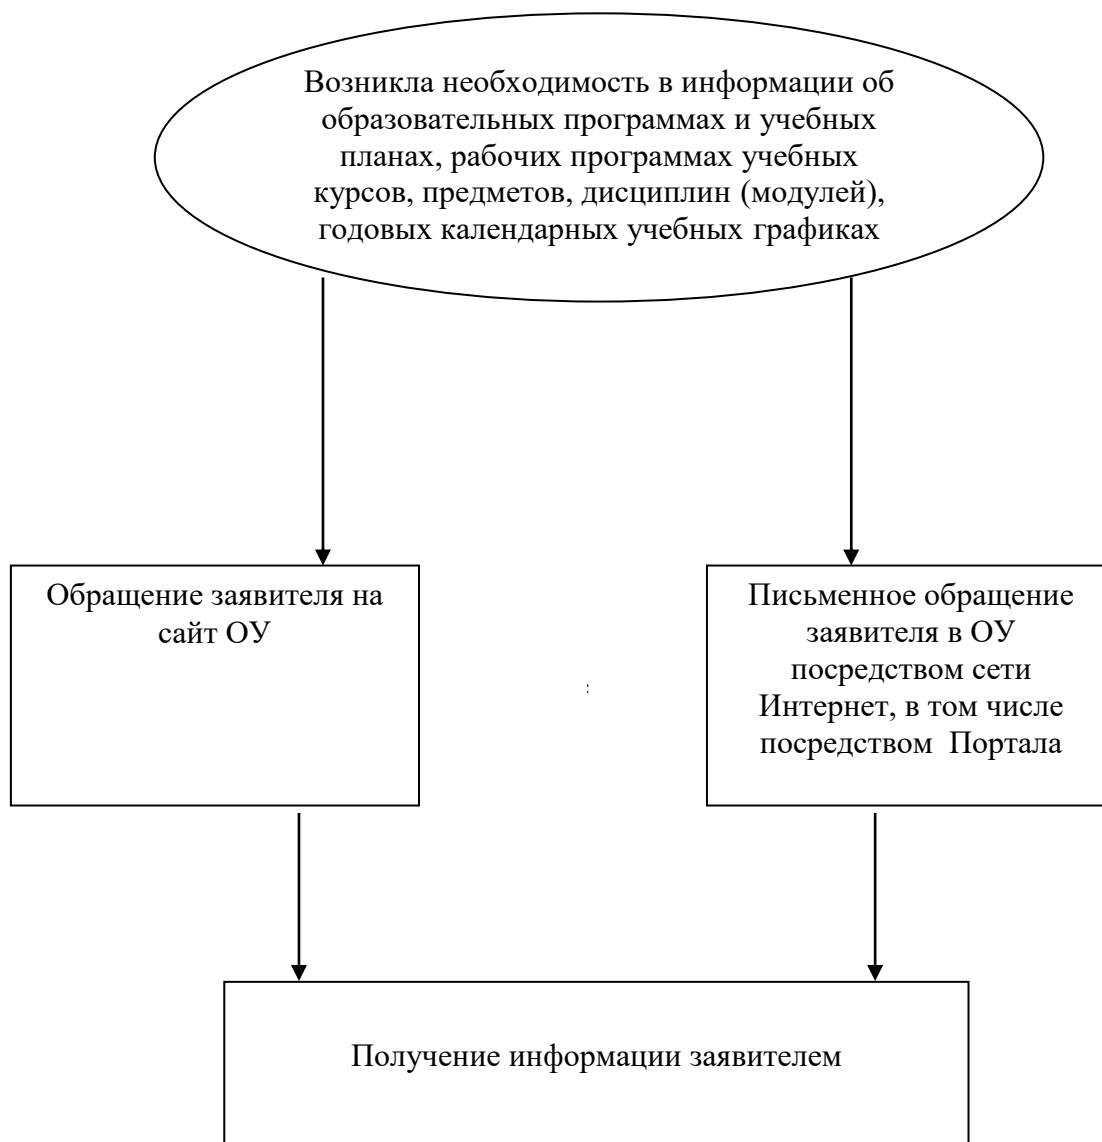 Возникла необходимость в информации об
образовательных программах и учебных
планах, рабочих программах учебных
курсов, предметов, дисциплин (модулей),
годовых календарных учебных графиках
Обращение заявителя на
сайт ОУ
Письменное обращение
заявителя в ОУ
посредством сети
Интернет, в том числе
посредством  Портала
:
Получение информации заявителем